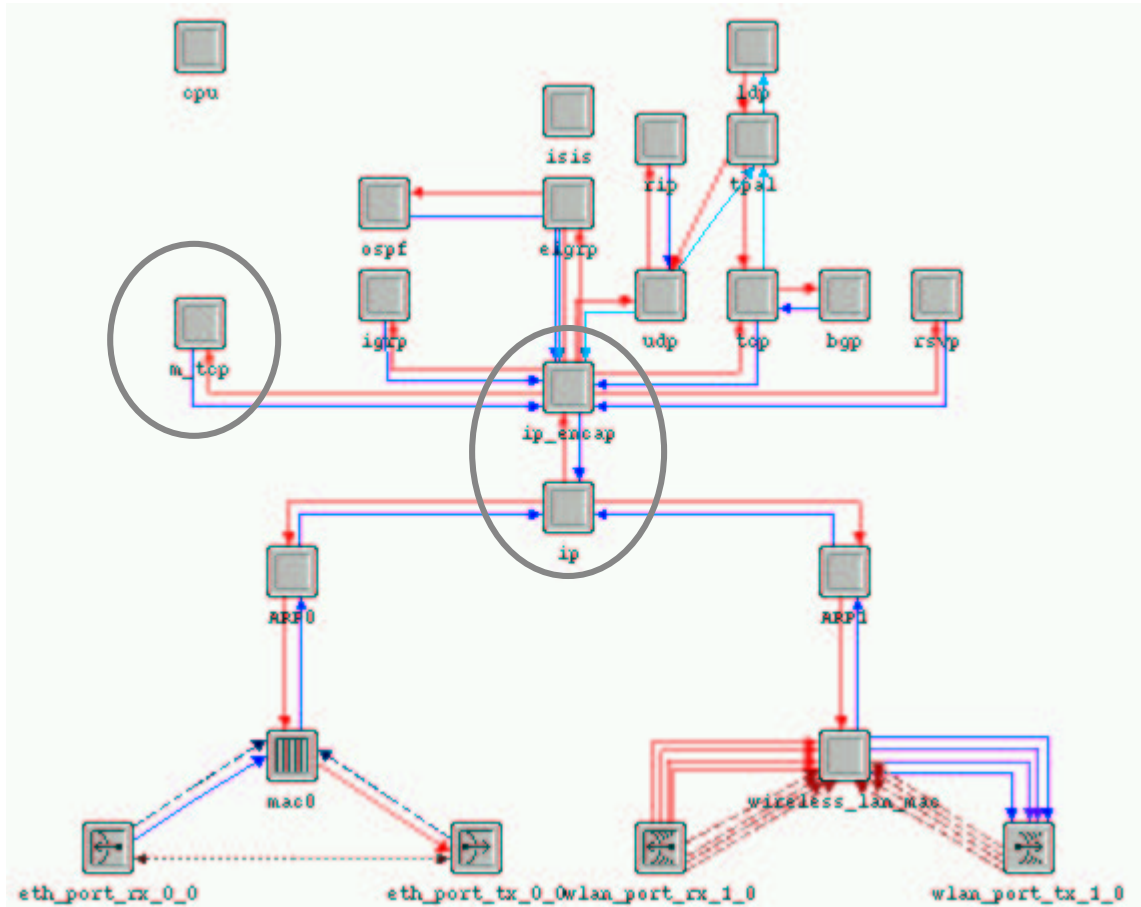 cpu
ldp
isis
rip
tpal
ospf
eigrp
igrp
udp
tcp
bgp
rsvp
m_tcp
ip_encap
ip
ARP0
ARP1
mac0
wireless_lan_mac
eth_port_rx_0_0
eth_port_tx_0_0
wlan_port_rx_1_0
wlan_port_tx_1_0